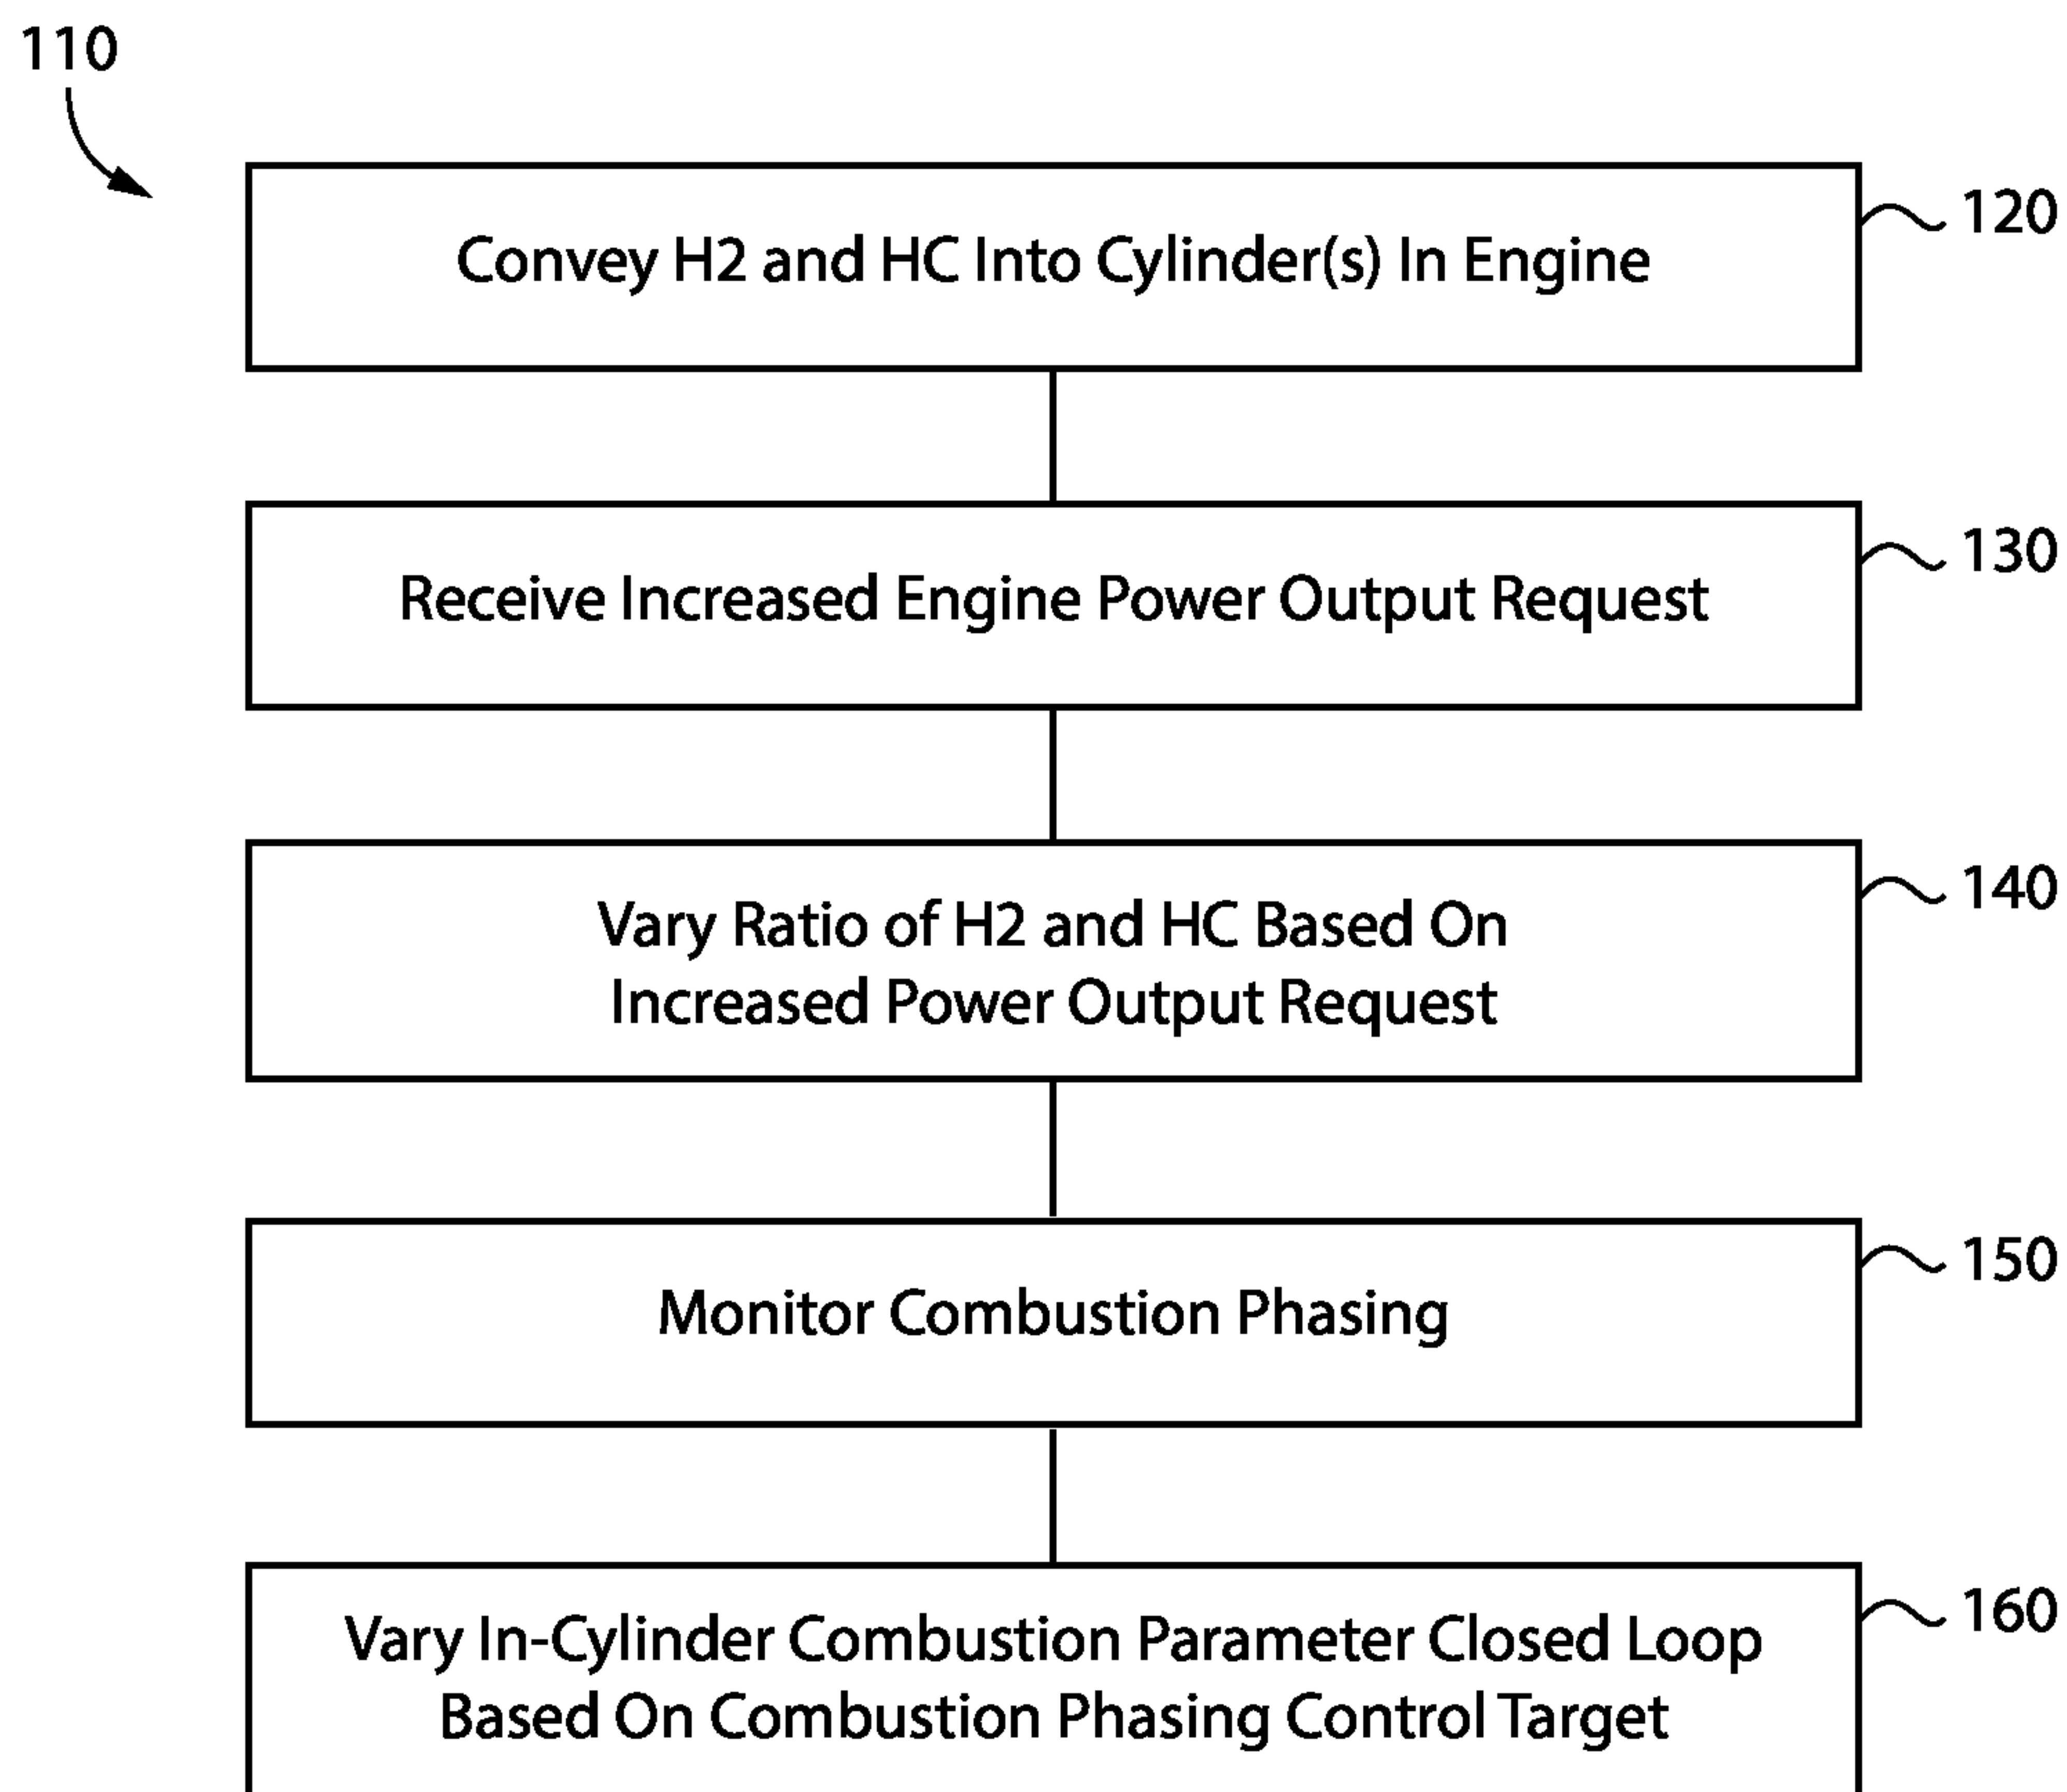 110
Convey H2 and HC Into Cylinder(s) In Engine
120
Receive Increased Engine Power Output Request
130
Vary Ratio of H2 and HC Based On
Increased Power Output Request
140
Monitor Combustion Phasing
150
Vary In-Cylinder Combustion Parameter Closed Loop
Based On Combustion Phasing Control Target
160